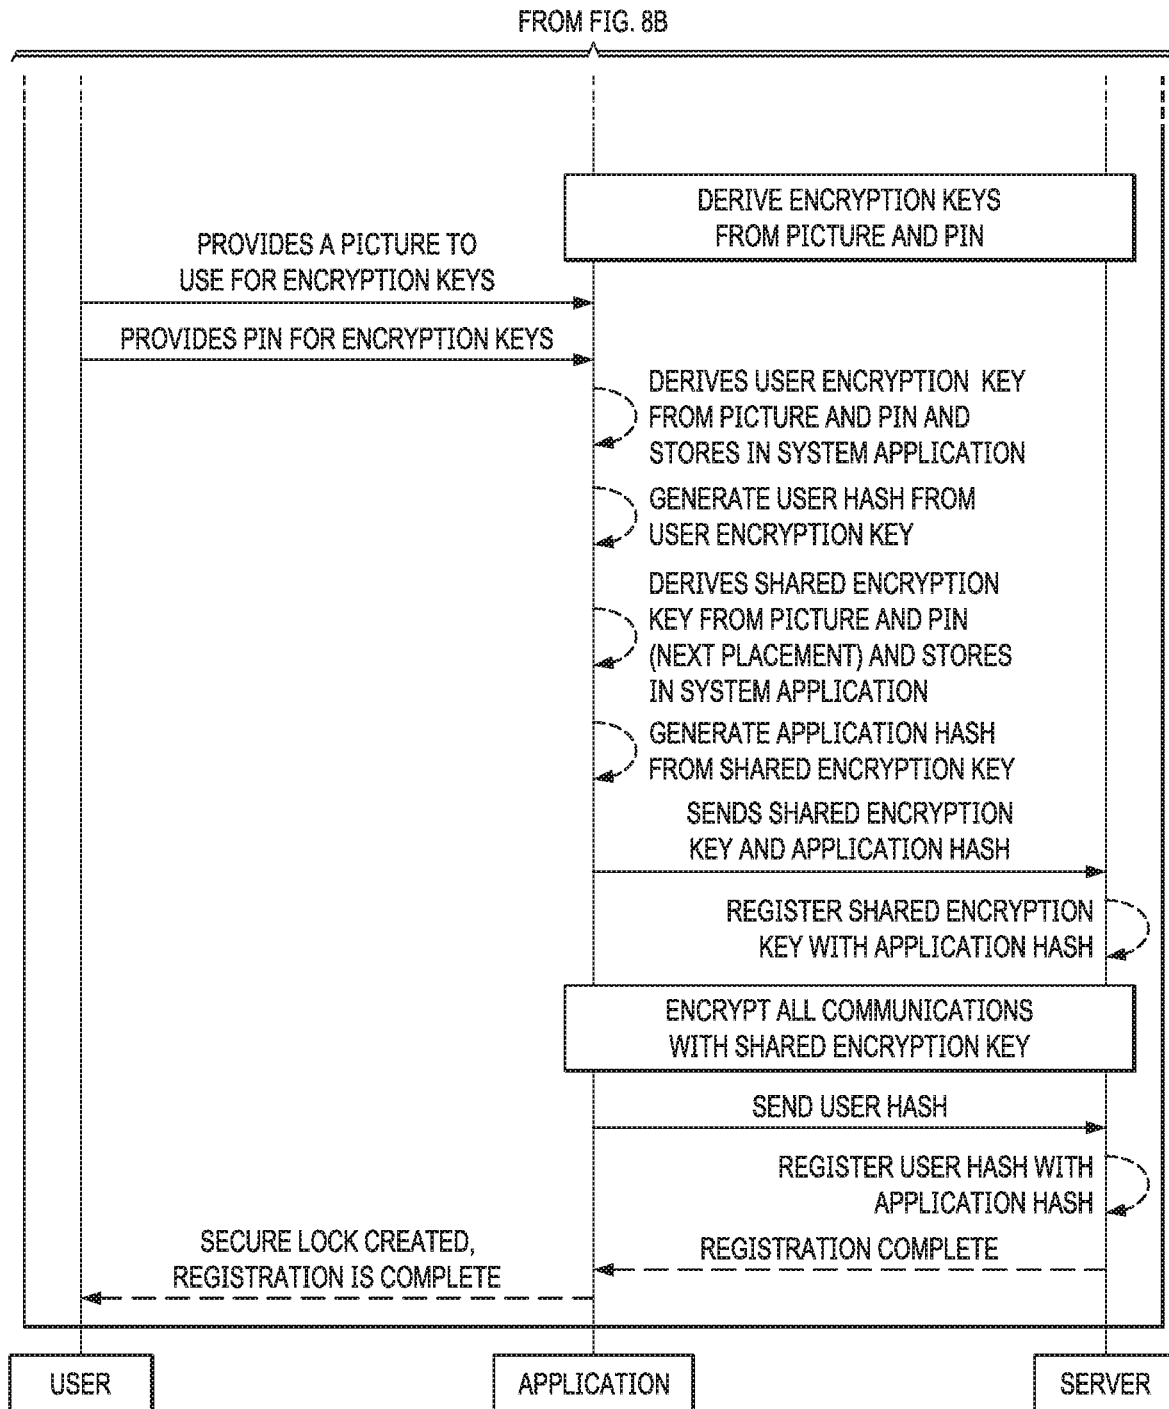 FROM FIG. 8B
DERIVE ENCRYPTION KEYS
FROM PICTURE AND PIN
PROVIDES A PICTURE TO
USE FOR ENCRYPTION KEYS
PROVIDES PIN FOR ENCRYPTION KEYS
DERIVES USER ENCRYPTION KEY
FROM PICTURE AND PIN AND
STORES IN SYSTEM APPLICATION
GENERATE USER HASH FROM
USER ENCRYPTION KEY
DERIVES SHARED ENCRYPTION
KEY FROM PICTURE AND PIN
(NEXT PLACEMENT) AND STORES
IN SYSTEM APPLICATION
GENERATE APPLICATION HASH
FROM SHARED ENCRYPTION KEY
SENDS SHARED ENCRYPTION
KEY AND APPLICATION HASH
REGISTER SHARED ENCRYPTION
KEY WITH APPLICATION HASH
ENCRYPT ALL COMMUNICATIONS
WITH SHARED ENCRYPTION KEY
SEND USER HASH
REGISTER USER HASH WITH
APPLICATION HASH
REGISTRATION COMPLETE
SECURE LOCK CREATED,
REGISTRATION IS COMPLETE
USER
APPLICATION
SERVER